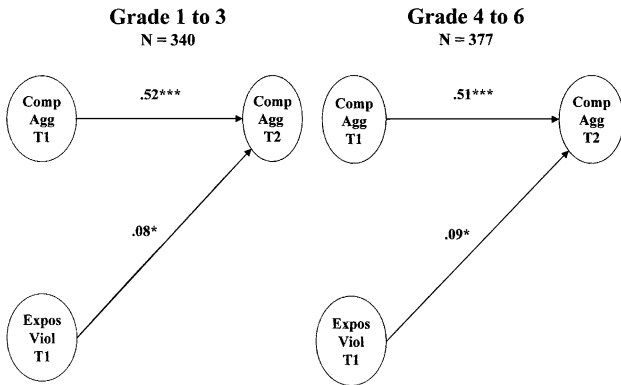 Grade 1 to 3
N = 340
Comp
Agg
T1
.52***
Comp
Agg
T2
.08*
Expos
Viol
T1
Grade 4 to 6
N = 377
Comp
Agg
T1
.51***
Comp
Agg
T2
.09*
Expos
Viol
T1